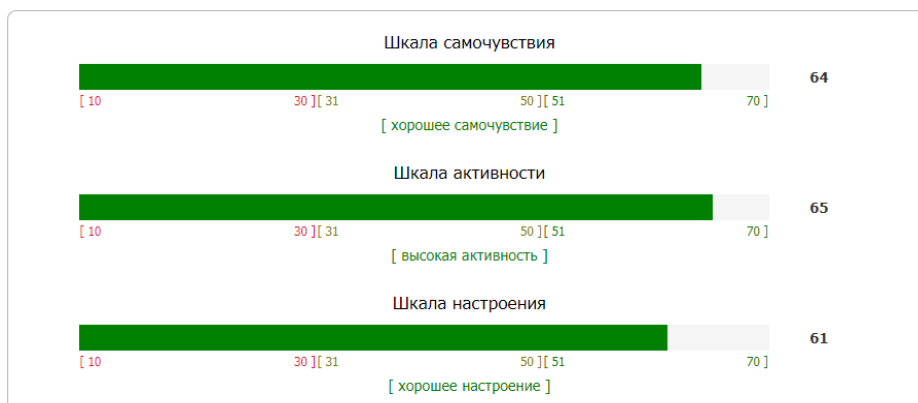 Шкала самочувствия
64
[ 10 30 ][ 31 50 ][ 51 70 ]
[ хорошее самочувствие ]
Шкала активности
65
[ 10 30 ][ 31 50 ][ 51 70 ]
[ высокая активность ]
Шкала настроения
61
[ 10 30 ][ 31 50 ][ 51 70 ]
[ хорошее настроение ]